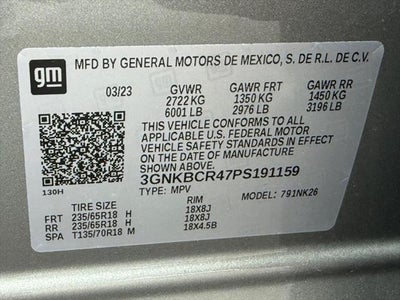 gm
MFD BY GENERAL MOTORS DE MEXICO, S. DE R.L. DE C.V.
03/23 GVWR GAWR FRT GAWR RR
2722 KG 1350 KG 1450 KG
6001 LB 2976 LB 3196 LB
THIS VEHICLE CONFORMS TO ALL
APPLICABLE U.S. FEDERAL MOTOR
VEHICLE SAFETY STANDARDS IN
EFFECT ON THE DATE OF MANUFACTURE
SHOWN ABOVE.
3GNKBCR47PS191159
130H TYPE: MPV MODEL: 791NK26
TIRE SIZE RIM
FRT 235/65R18 H 18X8J
RR 235/65R18 H 18X8J
SPA T135/70R18 M 18X4.5B